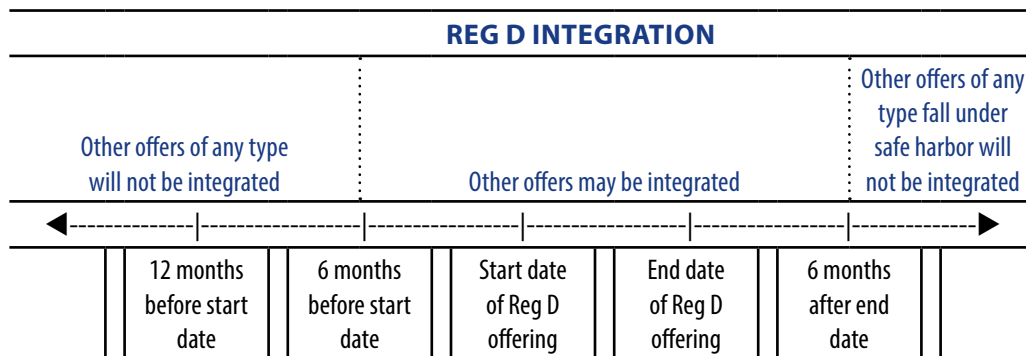 REG D INTEGRATION
Other offers of any type
will not be integrated
Other offers may be integrated
Other offers of any
type fall under
safe harbor will
not be integrated
12 months
before start
date
6 months
before start
date
Start date
of Reg D
offering
End date
of Reg D
offering
6 months
after end
date